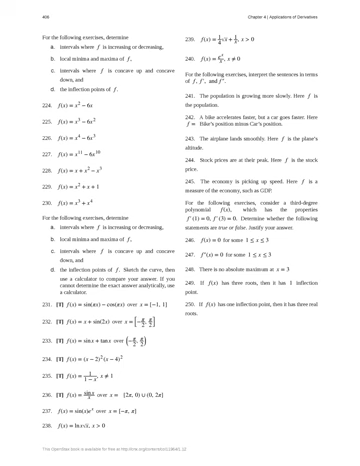 406
Chapter 4 | Applications of Derivatives
For the following exercises, determine
a. intervals where f is increasing or decreasing,
b. local minima and maxima of f,
c. intervals where f is concave up and concave
down, and
d. the inflection points of f.
224. f(x) = x² − 6x
225. f(x) = x³ − 6x²
226. f(x) = x⁴ − 6x³
227. f(x) = x¹¹ − 6x¹⁰
228. f(x) = x + x² − x³
229. f(x) = x² + x + 1
230. f(x) = x³ + x⁴
For the following exercises, determine
a. intervals where f is increasing or decreasing,
b. local minima and maxima of f,
c. intervals where f is concave up and concave
down, and
d. the inflection points of f. Sketch the curve, then
use a calculator to compare your answer. If you
cannot determine the exact answer analytically, use
a calculator.
231. [T] f(x) = sin(πx) − cos(πx) over x = [−1, 1]
232. [T] f(x) = x + sin(2x) over x = [−π/2, π/2]
233. [T] f(x) = sin x + tan x over (−π/2, π/2)
234. [T] f(x) = (x − 2)²(x − 4)²
235. [T] f(x) = 1/(1 − x), x ≠ 1
236. [T] f(x) = sin x/x over x = [2π, 0) ∪ (0, 2π]
237. f(x) = sin(x)eˣ over x = [−π, π]
238. f(x) = ln x√x, x > 0
239. f(x) = 1/4 √x + 1/x, x > 0
240. f(x) = eˣ/x, x ≠ 0
For the following exercises, interpret the sentences in terms
of f, f′, and f″.
241. The population is growing more slowly. Here f is
the population.
242. A bike accelerates faster, but a car goes faster. Here
f = Bike's position minus Car's position.
243. The airplane lands smoothly. Here f is the plane's
altitude.
244. Stock prices are at their peak. Here f is the stock
price.
245. The economy is picking up speed. Here f is a
measure of the economy, such as GDP.
For the following exercises, consider a third-degree
polynomial f(x), which has the properties
f′(1) = 0, f′(3) = 0. Determine whether the following
statements are true or false. Justify your answer.
246. f(x) = 0 for some 1 ≤ x ≤ 3
247. f″(x) = 0 for some 1 ≤ x ≤ 3
248. There is no absolute maximum at x = 3
249. If f(x) has three roots, then it has 1 inflection
point.
250. If f(x) has one inflection point, then it has three real
roots.